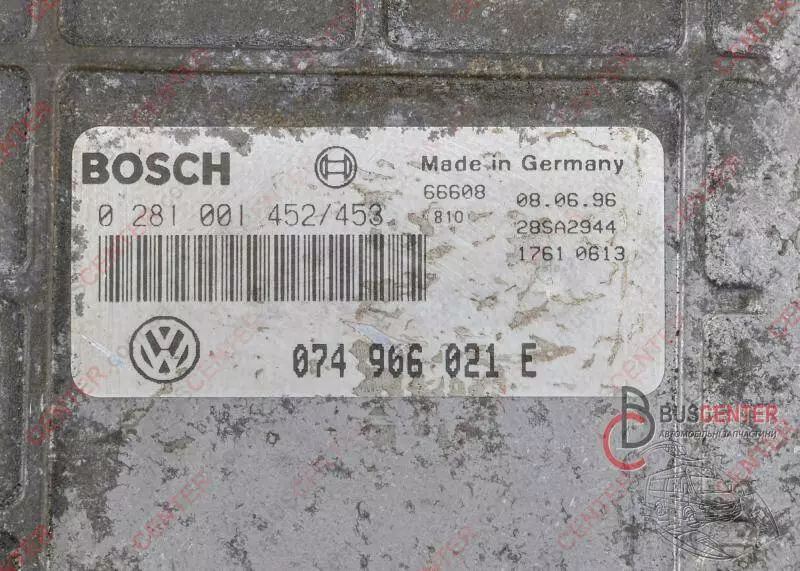 BOSCH
Made in Germany
0 281 001 452/453
66608
810
08.06.96
28SA2944
1761 0613
074 906 021 E
BUSCENTER
АВТОМОБІЛЬНІ ЗАПЧАСТИНИ